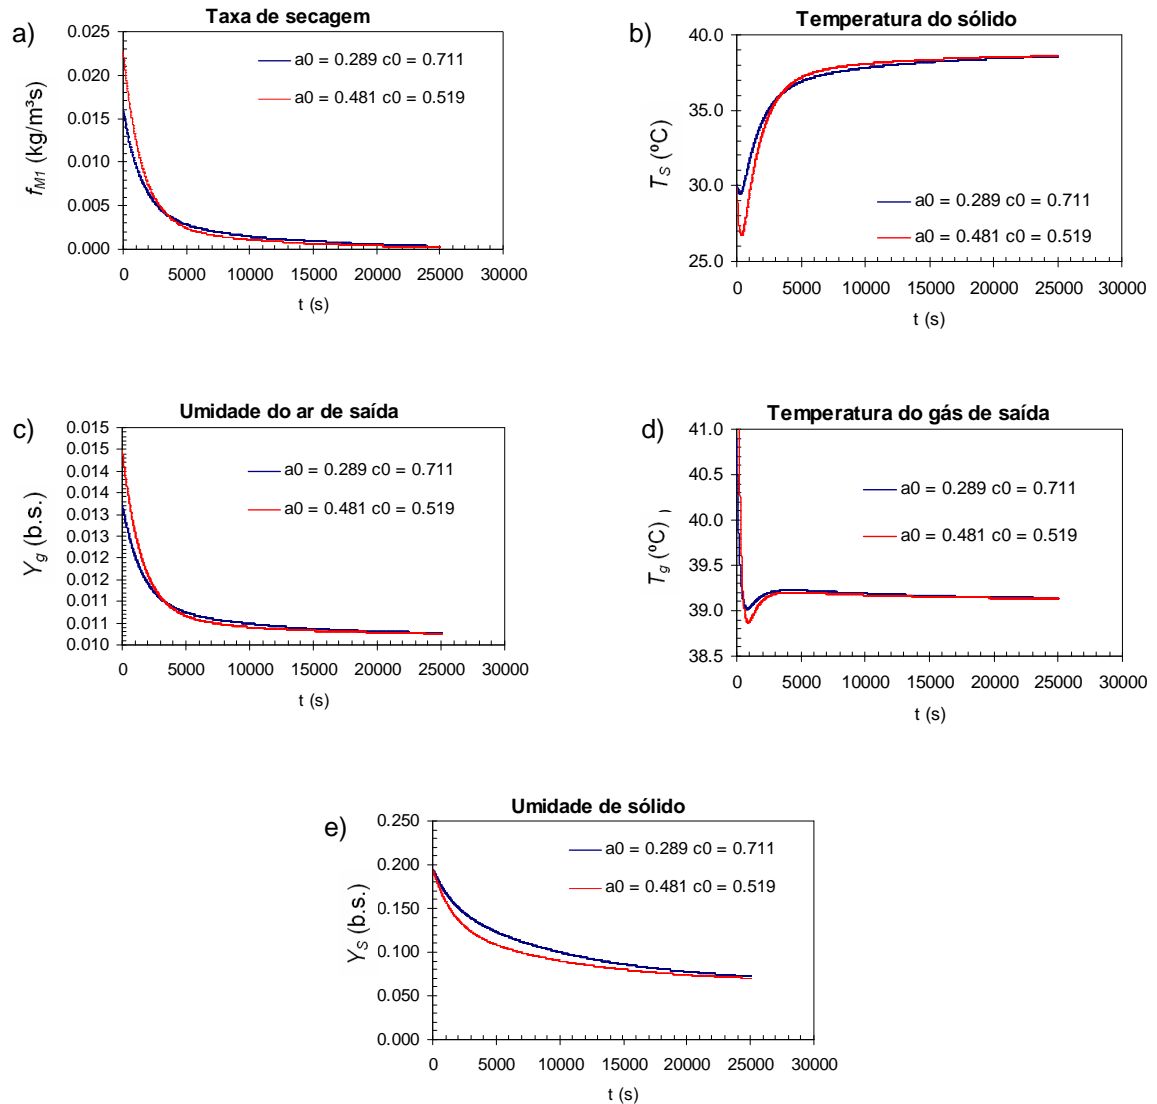 a)
Taxa de secagem
f_M1 (kg/m³s)
0.025
0.020
0.015
0.010
0.005
0.000
a0 = 0.289 c0 = 0.711
a0 = 0.481 c0 = 0.519
0 5000 10000 15000 20000 25000 30000
t (s)
b)
Temperatura do sólido
T_S (ºC)
40.0
35.0
30.0
25.0
a0 = 0.289 c0 = 0.711
a0 = 0.481 c0 = 0.519
0 5000 10000 15000 20000 25000 30000
t (s)
c)
Umidade do ar de saída
Y_g (b.s.)
0.015
0.015
0.014
0.014
0.013
0.013
0.012
0.012
0.011
0.011
0.010
a0 = 0.289 c0 = 0.711
a0 = 0.481 c0 = 0.519
0 5000 10000 15000 20000 25000 30000
t (s)
d)
Temperatura do gás de saída
T_g (ºC) )
41.0
40.5
40.0
39.5
39.0
38.5
a0 = 0.289 c0 = 0.711
a0 = 0.481 c0 = 0.519
0 5000 10000 15000 20000 25000 30000
t (s)
e)
Umidade de sólido
Y_S (b.s.)
0.250
0.200
0.150
0.100
0.050
0.000
a0 = 0.289 c0 = 0.711
a0 = 0.481 c0 = 0.519
0 5000 10000 15000 20000 25000 30000
t (s)